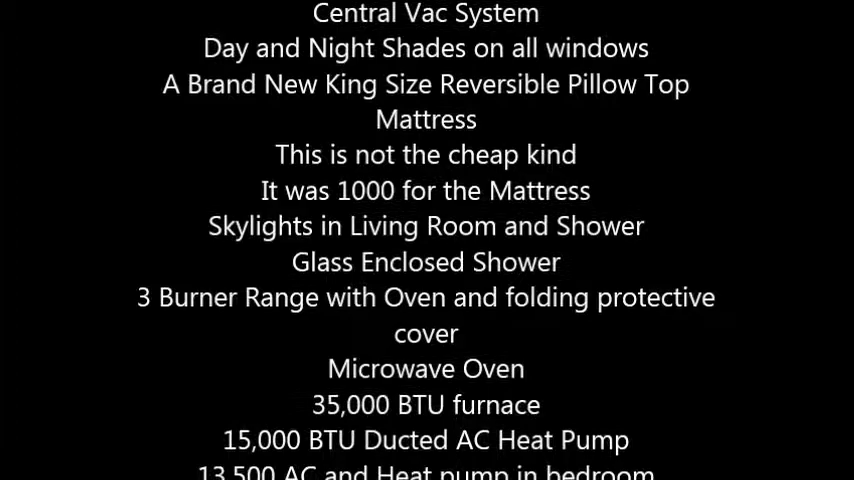 Central Vac System
Day and Night Shades on all windows
A Brand New King Size Reversible Pillow Top
Mattress
This is not the cheap kind
It was 1000 for the Mattress
Skylights in Living Room and Shower
Glass Enclosed Shower
3 Burner Range with Oven and folding protective
cover
Microwave Oven
35,000 BTU furnace
15,000 BTU Ducted AC Heat Pump
13,500 AC and Heat pump in bedroom